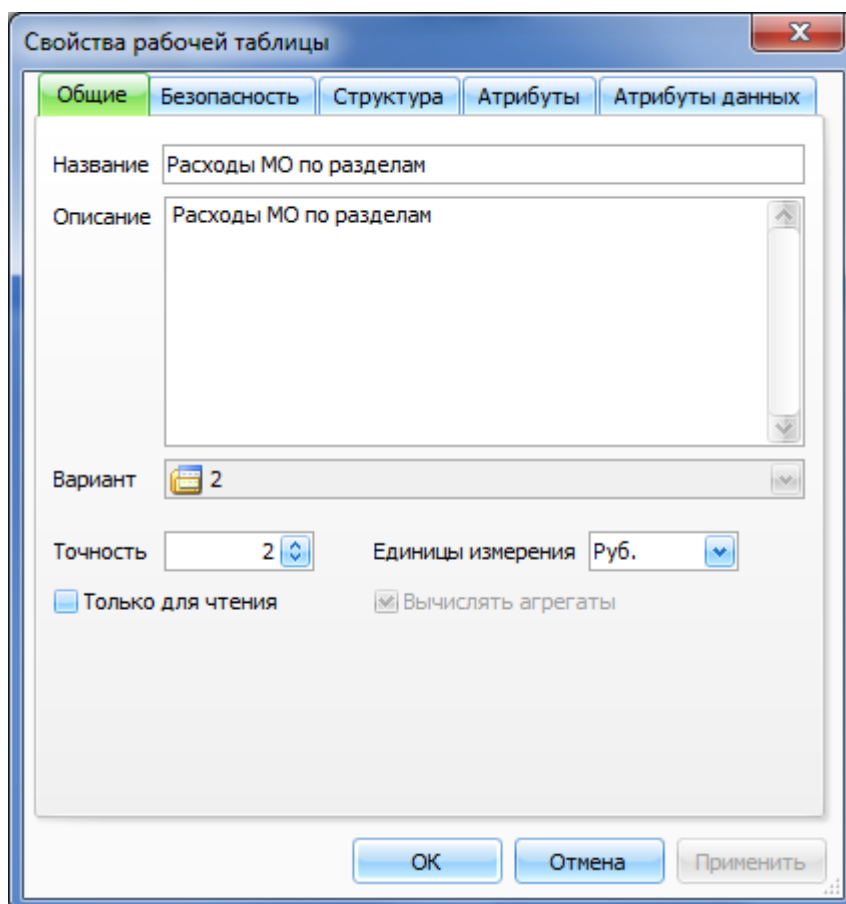 Свойства рабочей таблицы
Общие Безопасность Структура Атрибуты Атрибуты данных
Название Расходы МО по разделам
Описание Расходы МО по разделам
Вариант 2
Точность 2 Единицы измерения Руб.
Только для чтения Вычислять агрегаты
ОК Отмена Применить